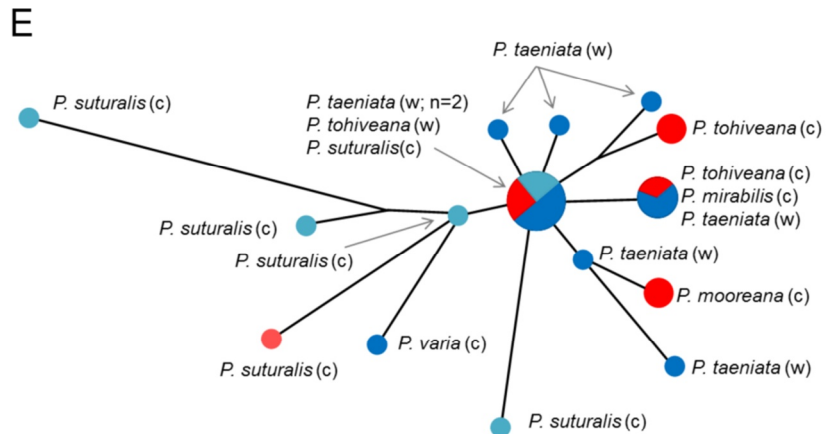 E
P. taeniata (w)
P. suturalis (c)
P. taeniata (w; n=2)
P. tohiveana (w)
P. suturalis(c)
P. tohiveana (c)
P. tohiveana (c)
P. mirabilis (c)
P. taeniata (w)
P. suturalis (c)
P. suturalis (c)
P. taeniata (w)
P. mooreana (c)
P. varia (c)
P. suturalis (c)
P. taeniata (w)
P. suturalis (c)